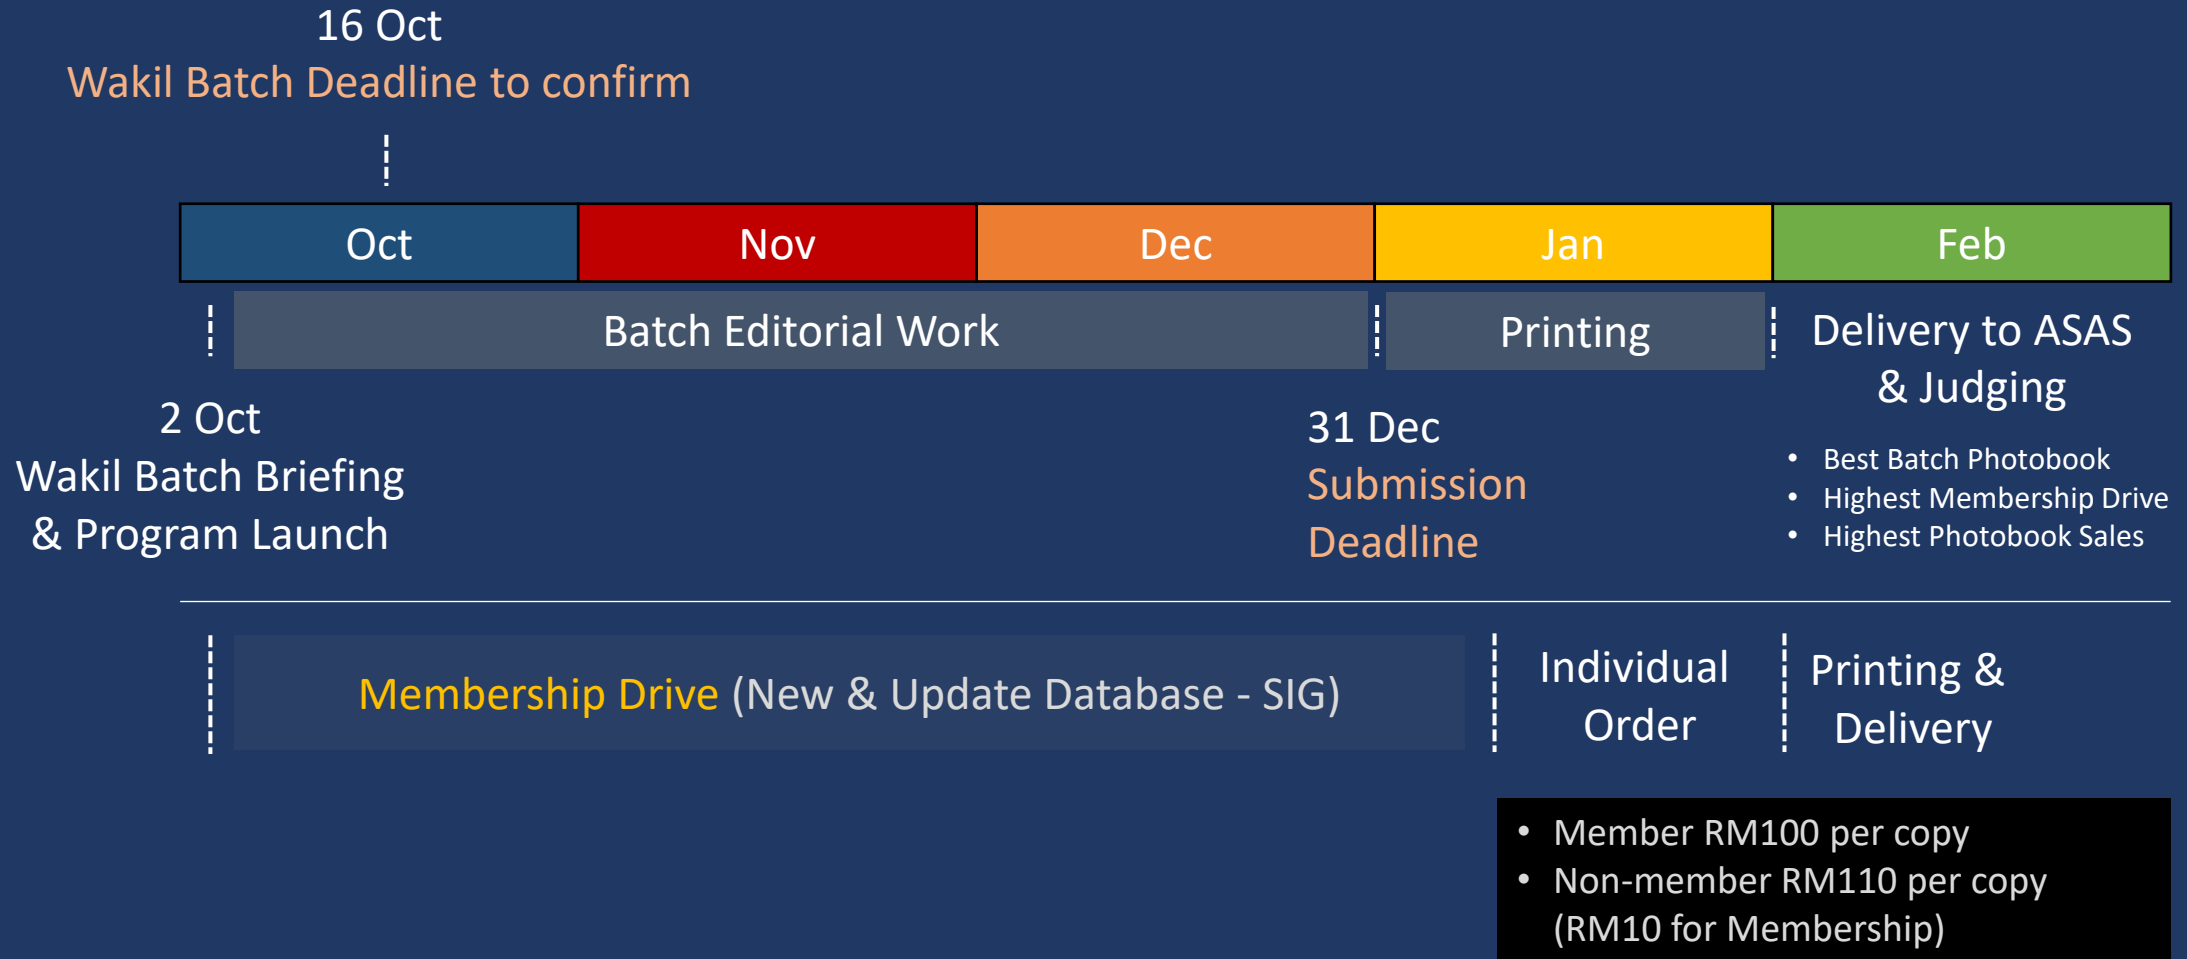 16 Oct
Wakil Batch Deadline to confirm
Oct
Nov
Dec
Jan
Feb
Batch Editorial Work
Printing
Delivery to ASAS
& Judging
• Best Batch Photobook
• Highest Membership Drive
• Highest Photobook Sales
2 Oct
Wakil Batch Briefing
& Program Launch
31 Dec
Submission
Deadline
Membership Drive (New & Update Database - SIG)
Individual
Order
Printing &
Delivery
• Member RM100 per copy
• Non-member RM110 per copy
(RM10 for Membership)